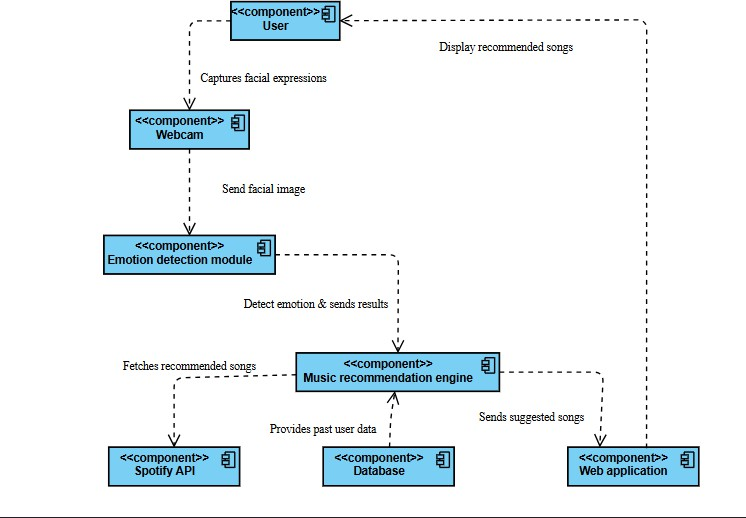 <<component>>
User
Display recommended songs
Captures facial expressions
<<component>>
Webcam
Send facial image
<<component>>
Emotion detection module
Detect emotion & sends results
<<component>>
Music recommendation engine
Fetches recommended songs
Sends suggested songs
Provides past user data
<<component>>
Spotify API
<<component>>
Database
<<component>>
Web application